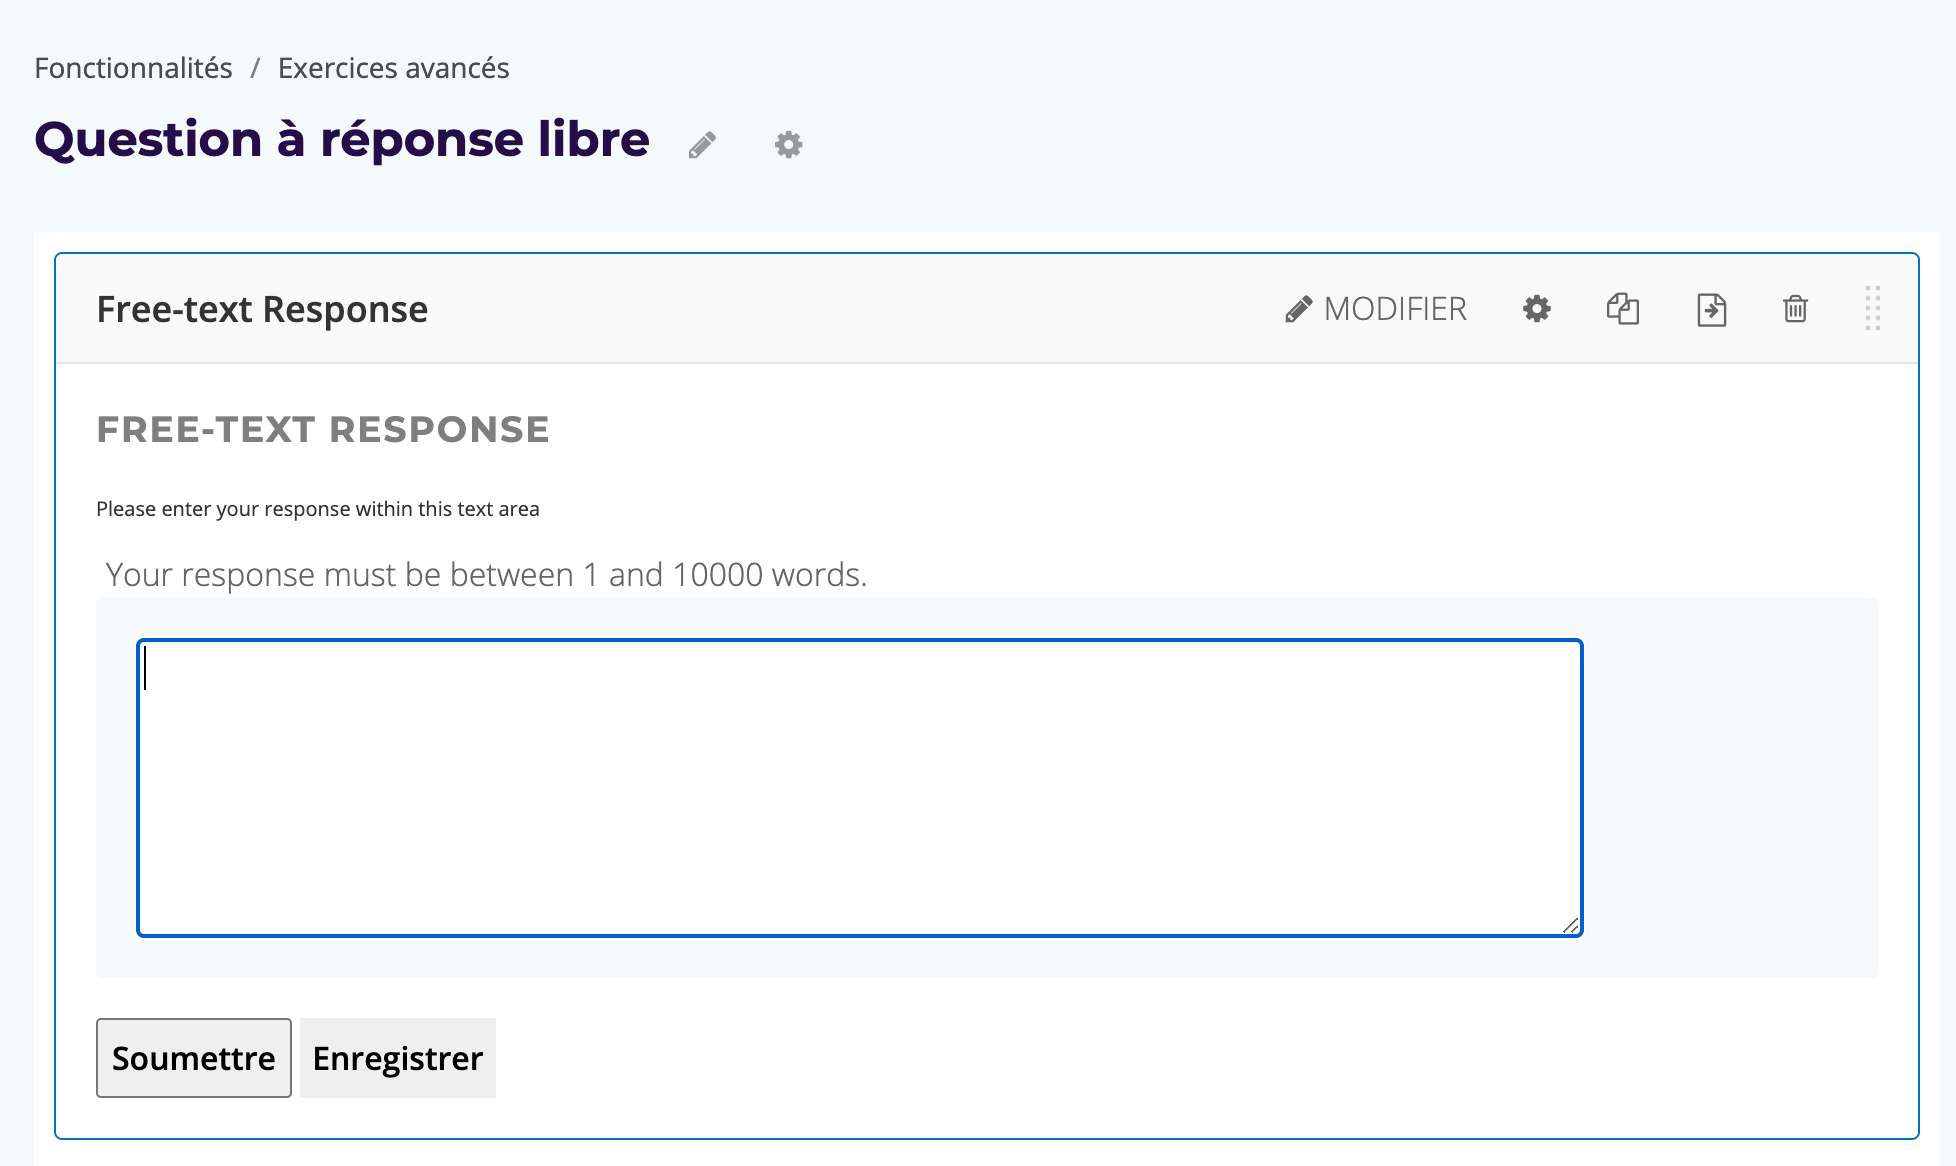 Fonctionnalités / Exercices avancés
Question à réponse libre
Free-text Response MODIFIER
FREE-TEXT RESPONSE
Please enter your response within this text area
Your response must be between 1 and 10000 words.
Soumettre Enregistrer